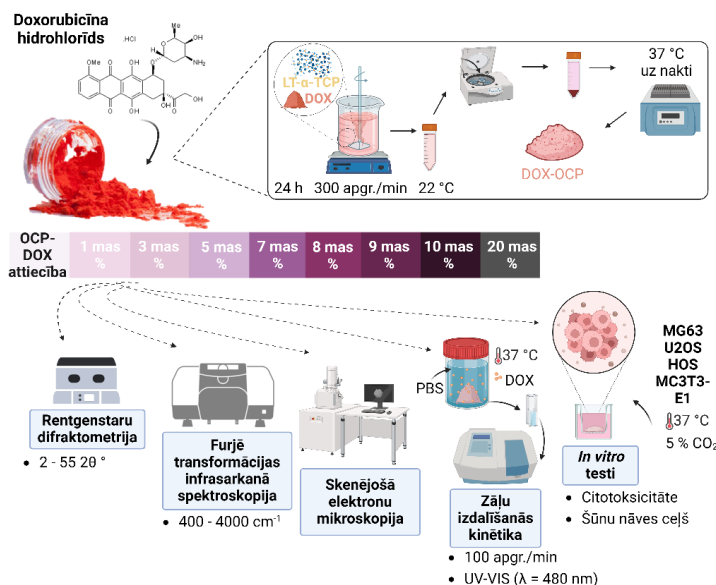 Doxorubicīna
hidrohlorīds
.HCl
Me
HO
O
NH₂
OMe
O
OH
O
OH
O
OH
OH
O
LT-α-TCP
DOX
24 h
300 apgr./min
22 °C
37 °C
uz nakti
DOX-OCP
OCP-
DOX
attiecība
1 mas
%
3 mas
%
5 mas
%
7 mas
%
8 mas
%
9 mas
%
10 mas
%
20 mas
%
Rentgenstaru
difraktometrija
• 2 - 55 2θ °
Furjē
transformācijas
infrasarkanā
spektroskopija
• 400 - 4000 cm⁻¹
Skenējošā
elektronu
mikroskopija
37 °C
DOX
PBS
Zāļu
izdalīšanās
kinētika
• 100 apgr./min
• UV-VIS (λ = 480 nm)
MG63
U2OS
HOS
MC3T3-
E1
37 °C
5 % CO₂
In vitro
testi
• Citotoksicitāte
• Šūnu nāves ceļš